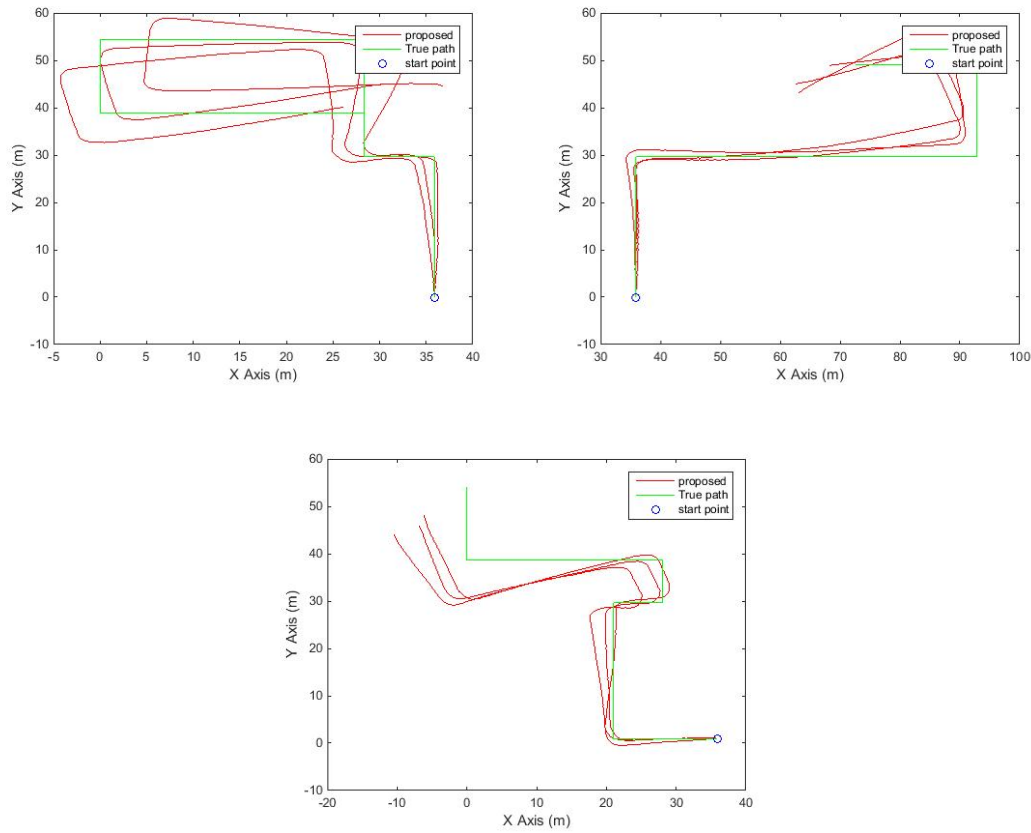 60
50
40
30
20
10
0
-10
Y Axis (m)
-5 0 5 10 15 20 25 30 35 40
X Axis (m)
proposed
True path
start point
60
50
40
30
20
10
0
-10
Y Axis (m)
30 40 50 60 70 80 90 100
X Axis (m)
proposed
True path
start point
60
50
40
30
20
10
0
-10
Y Axis (m)
-20 -10 0 10 20 30 40
X Axis (m)
proposed
True path
start point